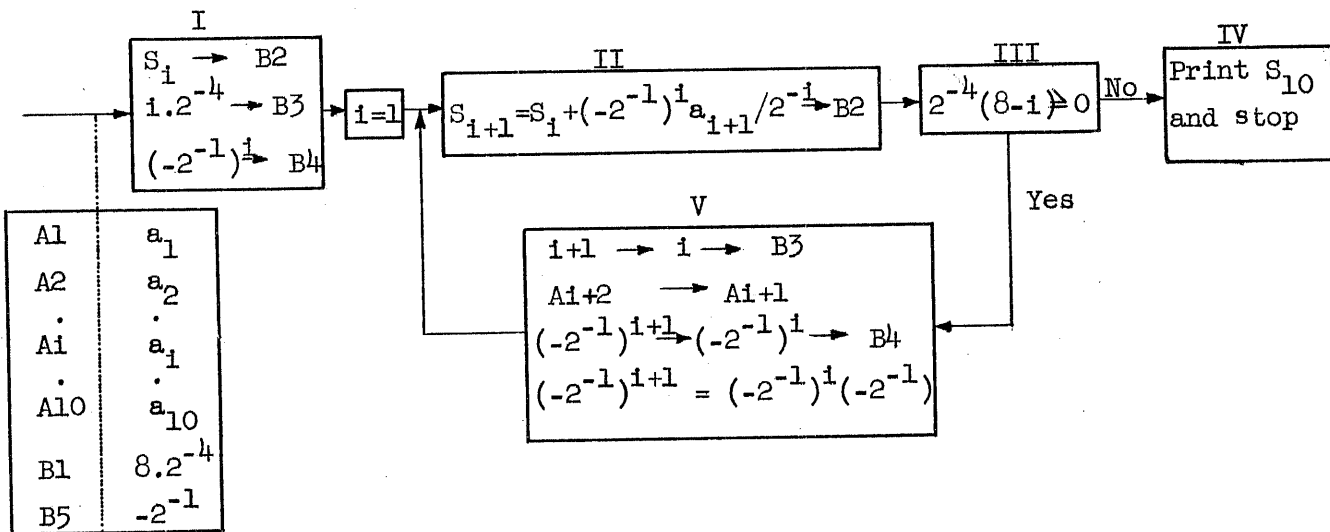 I
S_i → B2
i.2^-4 → B3
(-2^-1)^i → B4
i=1
II
S_i+1=S_i+(-2^-1)^i a_i+1/2^-i → B2
III
2^-4(8-i)≥0
No
IV
Print S_10
and stop
Yes
V
i+1 → i → B3
Ai+2 → Ai+1
(-2^-1)^i+1 → (-2^-1)^i → B4
(-2^-1)^i+1 = (-2^-1)^i(-2^-1)
A1 a_1
A2 a_2
. .
Ai a_i
. .
A10 a_10
B1 8.2^-4
B5 -2^-1